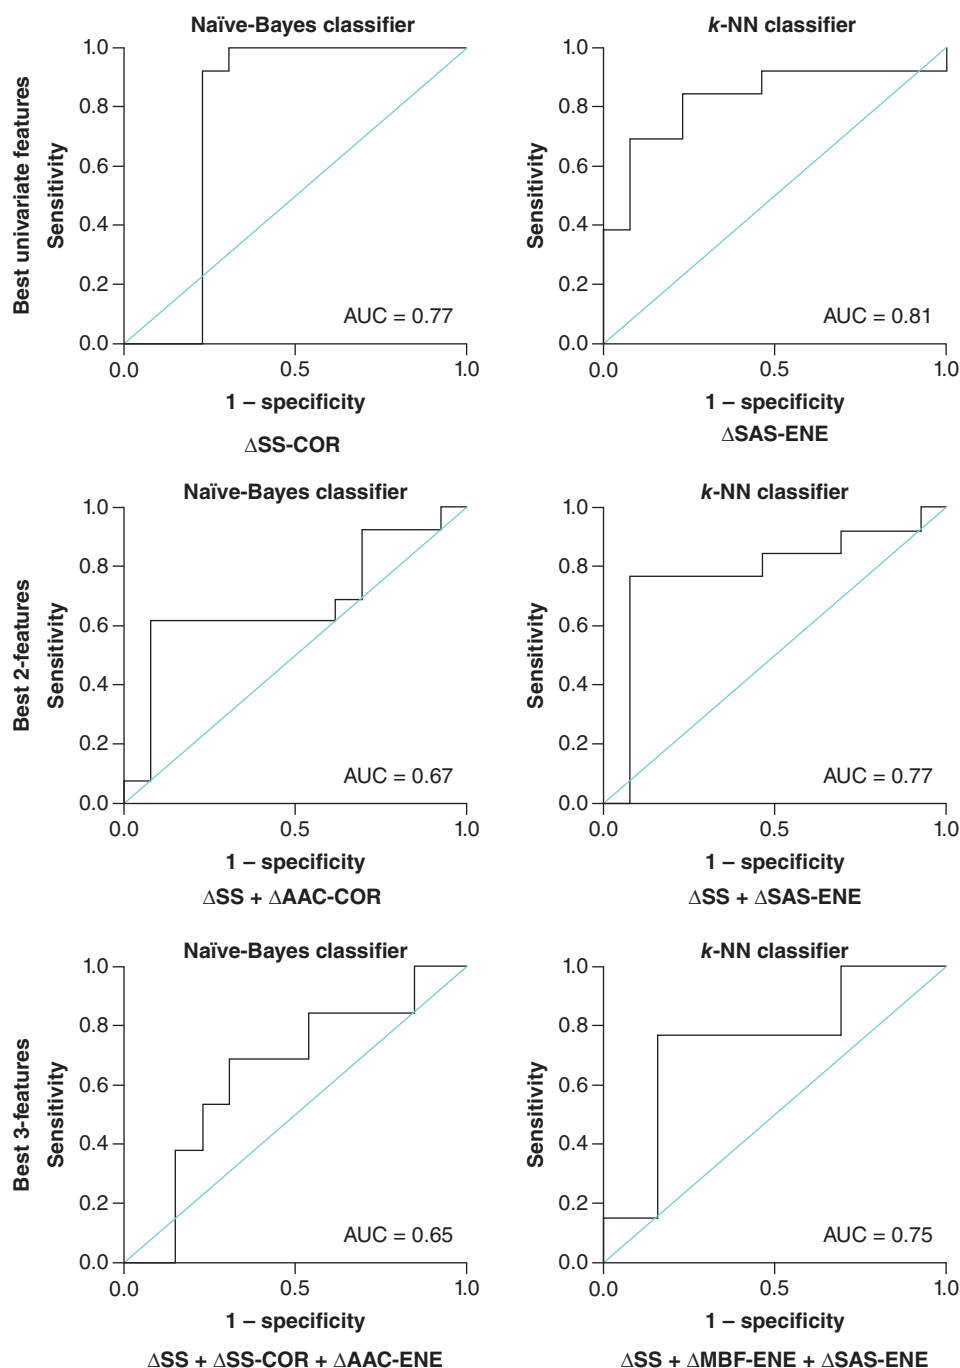 Naïve-Bayes classifier
k-NN classifier
Best univariate features
Sensitivity
1.0
0.8
0.6
0.4
0.2
0.0
0.0
0.5
1.0
AUC = 0.77
1 – specificity
ΔSS-COR
Sensitivity
1.0
0.8
0.6
0.4
0.2
0.0
0.0
0.5
1.0
AUC = 0.81
1 – specificity
ΔSAS-ENE
Naïve-Bayes classifier
k-NN classifier
Best 2-features
Sensitivity
1.0
0.8
0.6
0.4
0.2
0.0
0.0
0.5
1.0
AUC = 0.67
1 – specificity
ΔSS + ΔAAC-COR
Sensitivity
1.0
0.8
0.6
0.4
0.2
0.0
0.0
0.5
1.0
AUC = 0.77
1 – specificity
ΔSS + ΔSAS-ENE
Naïve-Bayes classifier
k-NN classifier
Best 3-features
Sensitivity
1.0
0.8
0.6
0.4
0.2
0.0
0.0
0.5
1.0
AUC = 0.65
1 – specificity
ΔSS + ΔSS-COR + ΔAAC-ENE
Sensitivity
1.0
0.8
0.6
0.4
0.2
0.0
0.0
0.5
1.0
AUC = 0.75
1 – specificity
ΔSS + ΔMBF-ENE + ΔSAS-ENE